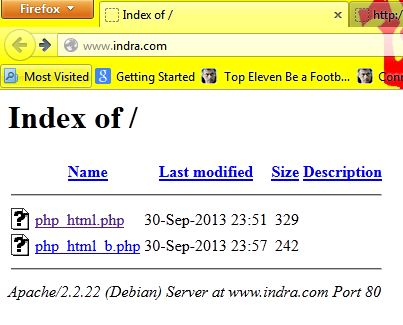 Firefox
Index of /
http:/
www.indra.com
Most Visited Getting Started Top Eleven Be a Footb...
Index of /
Name Last modified Size Description
php_html.php 30-Sep-2013 23:51 329
php_html_b.php 30-Sep-2013 23:57 242
Apache/2.2.22 (Debian) Server at www.indra.com Port 80